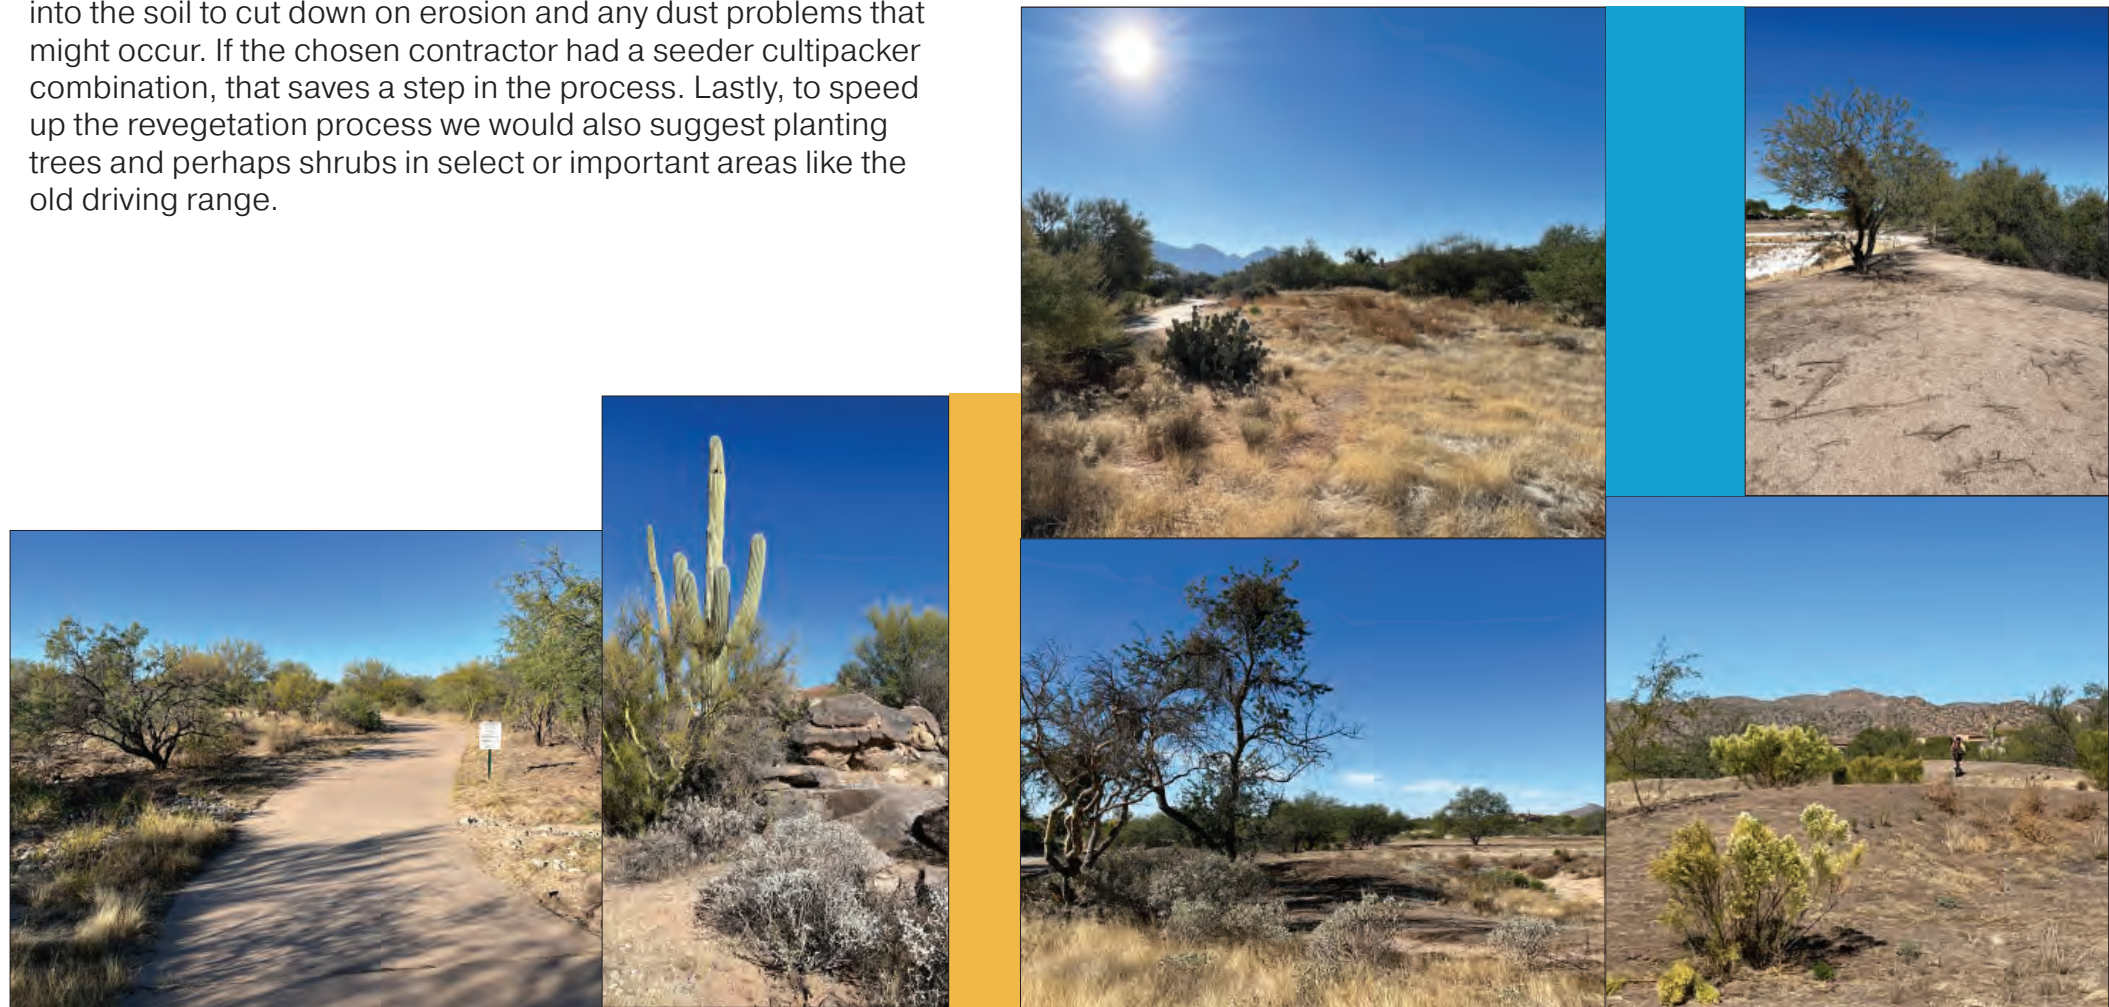 into the soil to cut down on erosion and any dust problems that
might occur. If the chosen contractor had a seeder cultipacker
combination, that saves a step in the process. Lastly, to speed
up the revegetation process we would also suggest planting
trees and perhaps shrubs in select or important areas like the
old driving range.